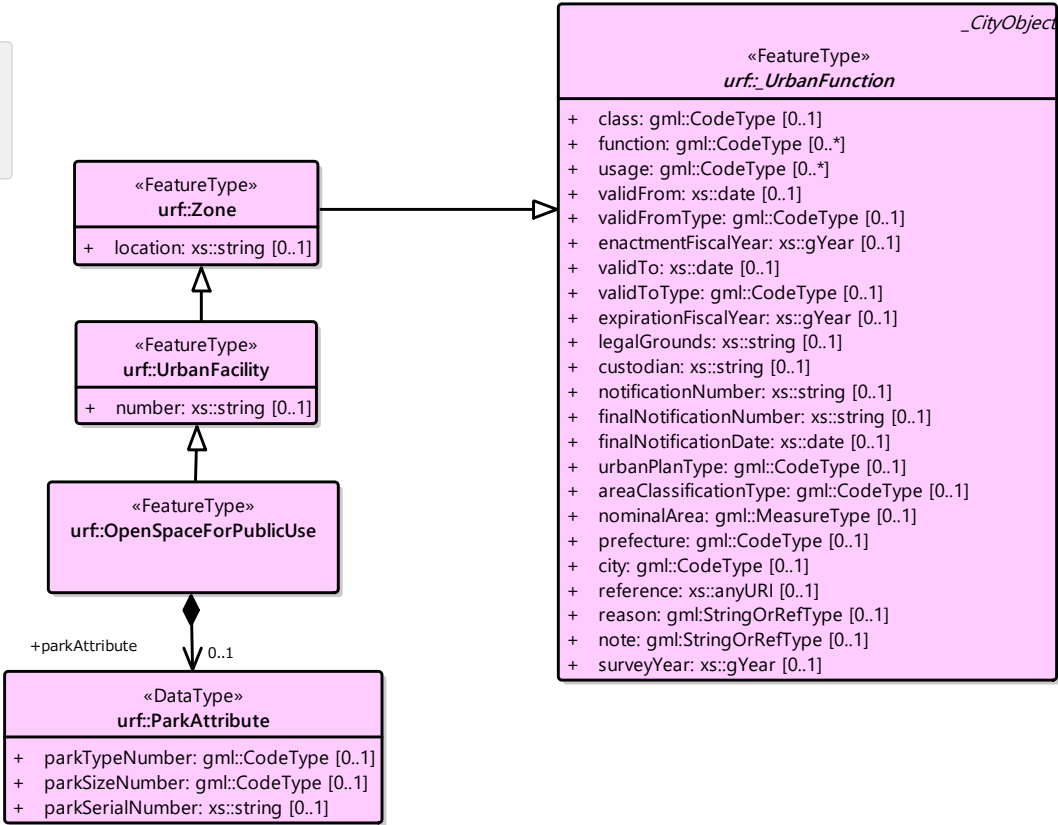 _CityObject
«FeatureType»
urf::_UrbanFunction
+ class: gml::CodeType [0..1]
+ function: gml::CodeType [0..*]
+ usage: gml::CodeType [0..*]
+ validFrom: xs::date [0..1]
+ validFromType: gml::CodeType [0..1]
+ enactmentFiscalYear: xs::gYear [0..1]
+ validTo: xs::date [0..1]
+ validToType: gml::CodeType [0..1]
+ expirationFiscalYear: xs::gYear [0..1]
+ legalGrounds: xs::string [0..1]
+ custodian: xs::string [0..1]
+ notificationNumber: xs::string [0..1]
+ finalNotificationNumber: xs::string [0..1]
+ finalNotificationDate: xs::date [0..1]
+ urbanPlanType: gml::CodeType [0..1]
+ areaClassificationType: gml::CodeType [0..1]
+ nominalArea: gml::MeasureType [0..1]
+ prefecture: gml::CodeType [0..1]
+ city: gml::CodeType [0..1]
+ reference: xs::anyURI [0..1]
+ reason: gml:StringOrRefType [0..1]
+ note: gml:StringOrRefType [0..1]
+ surveyYear: xs::gYear [0..1]
«FeatureType»
urf::Zone
+ location: xs::string [0..1]
«FeatureType»
urf::UrbanFacility
+ number: xs::string [0..1]
«FeatureType»
urf::OpenSpaceForPublicUse
+parkAttribute
0..1
«DataType»
urf::ParkAttribute
+ parkTypeNumber: gml::CodeType [0..1]
+ parkSizeNumber: gml::CodeType [0..1]
+ parkSerialNumber: xs::string [0..1]